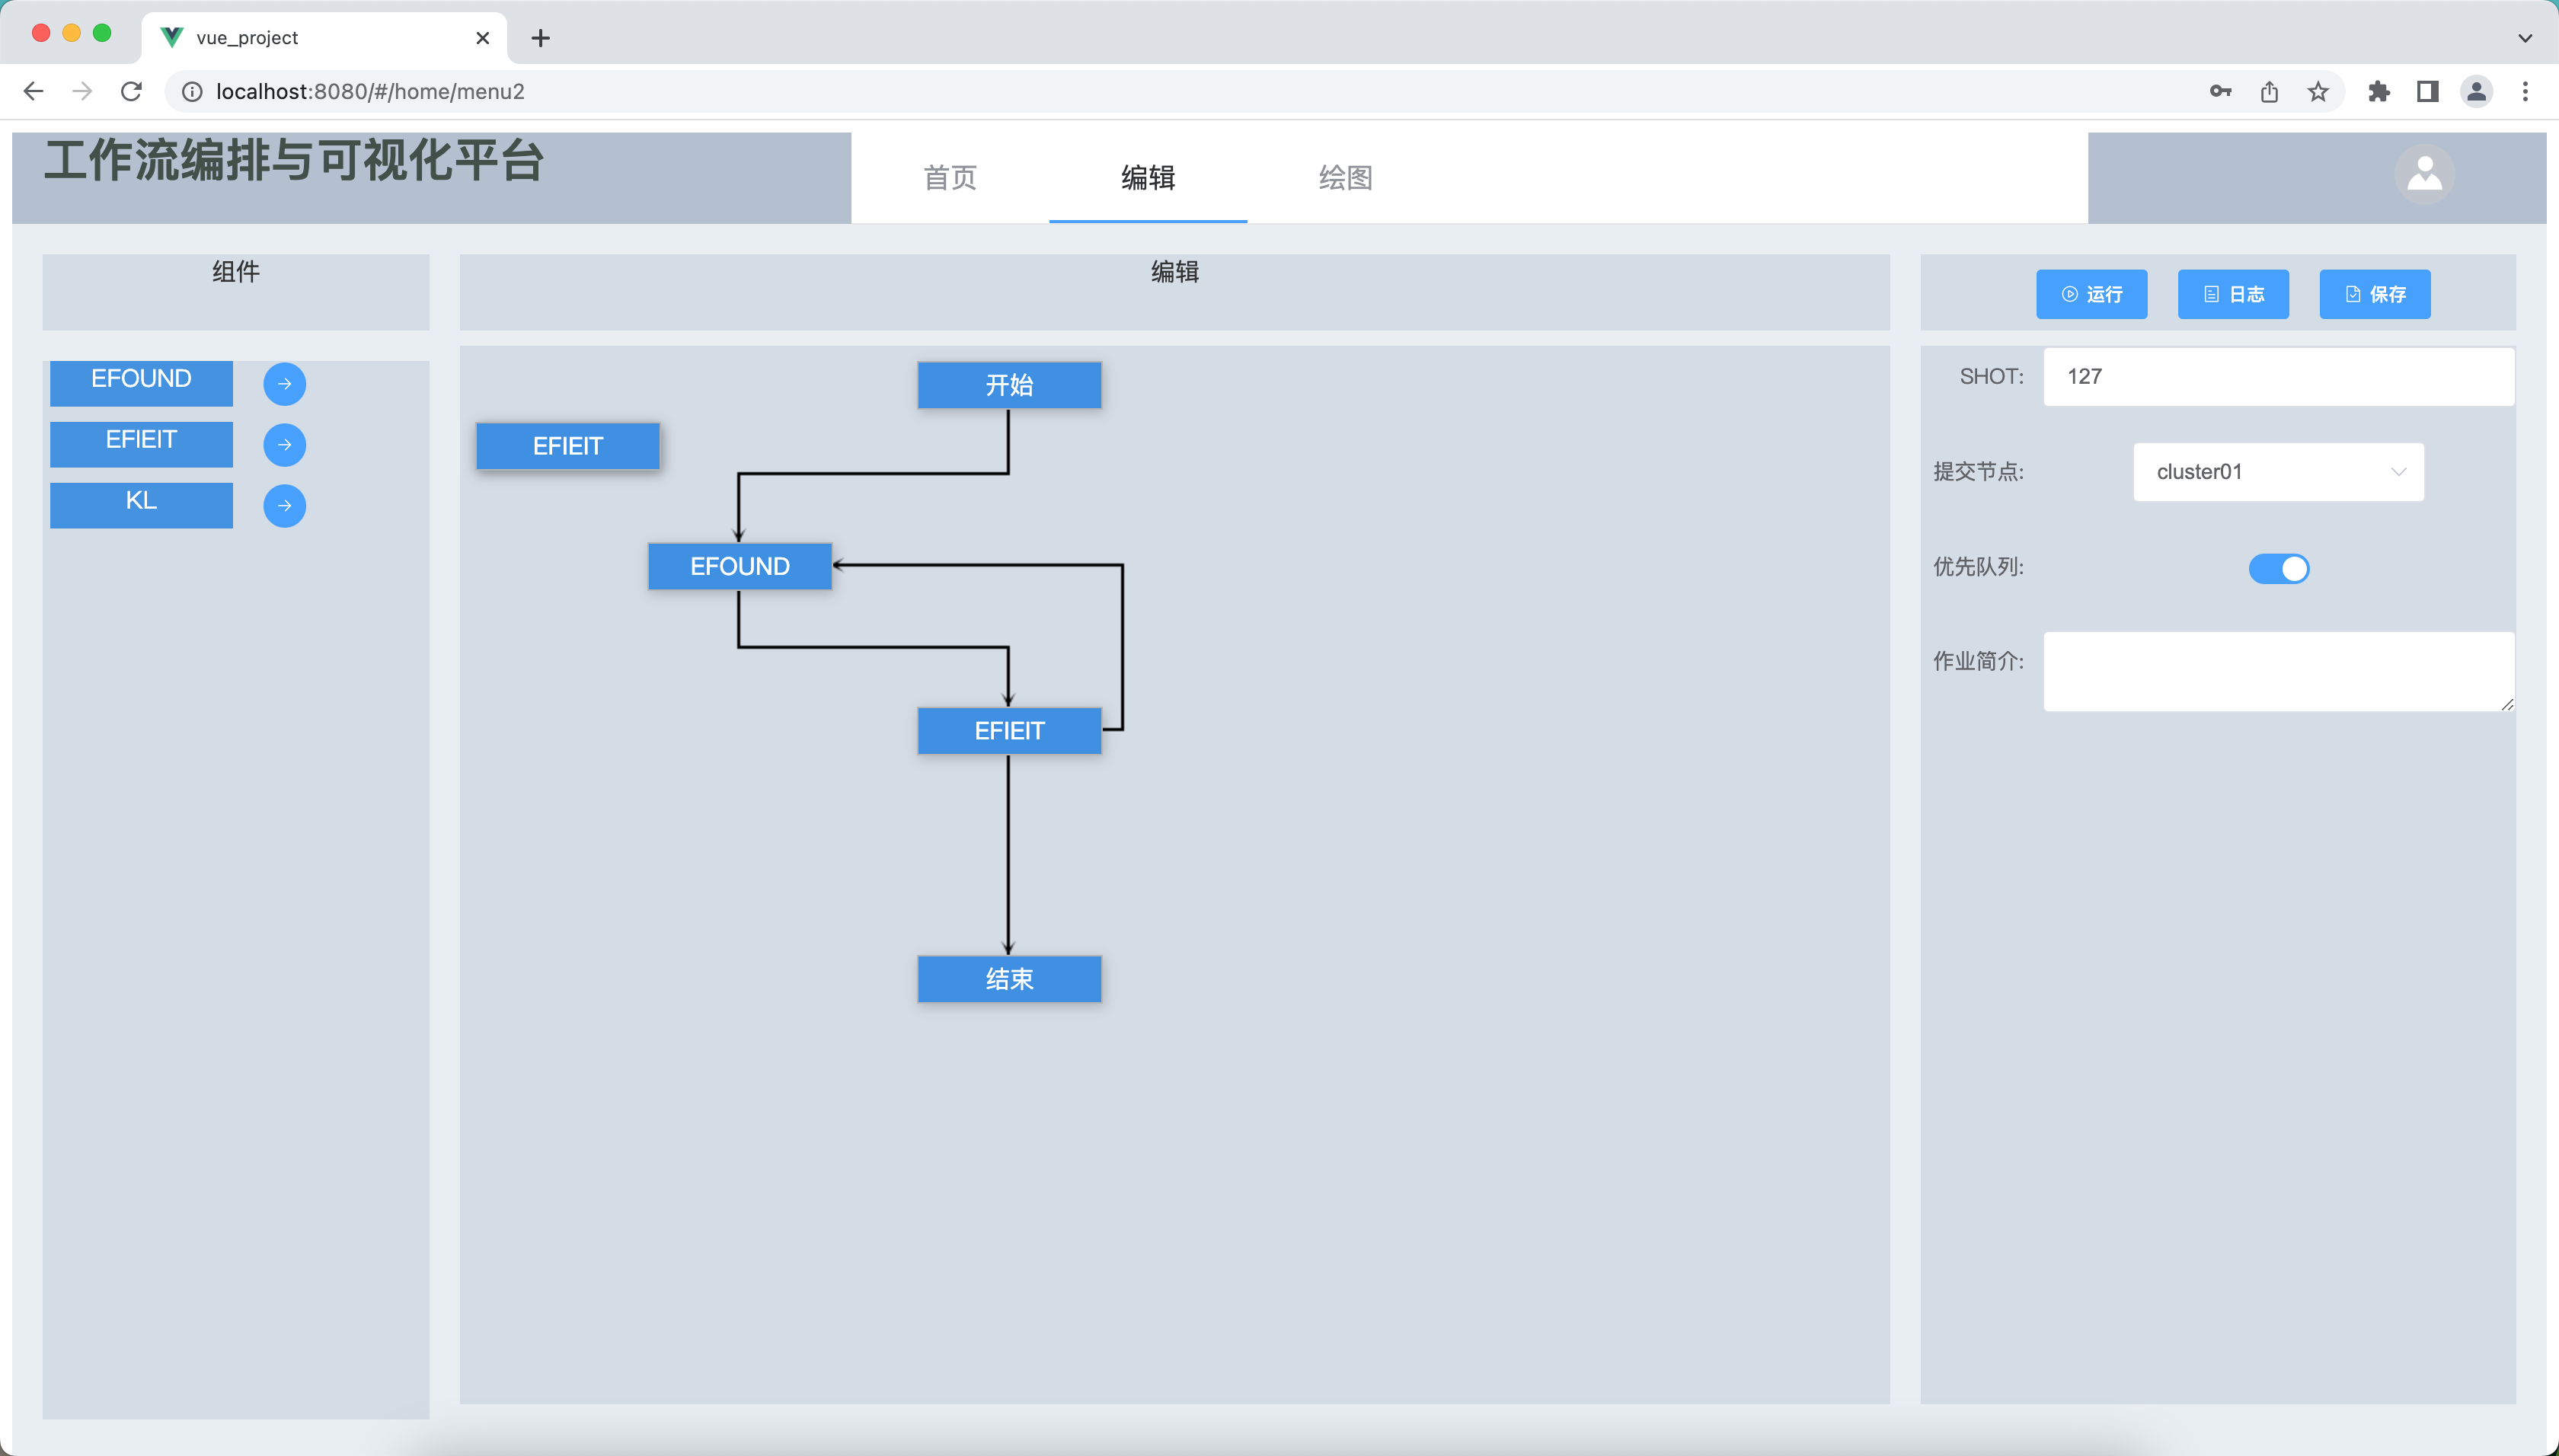 vue_project
localhost:8080/#/home/menu2
工作流编排与可视化平台
首页
编辑
绘图
组件
编辑
运行
日志
保存
EFOUND
EFIEIT
KL
开始
EFIEIT
EFOUND
EFIEIT
结束
SHOT:
127
提交节点:
cluster01
优先队列:
作业简介: